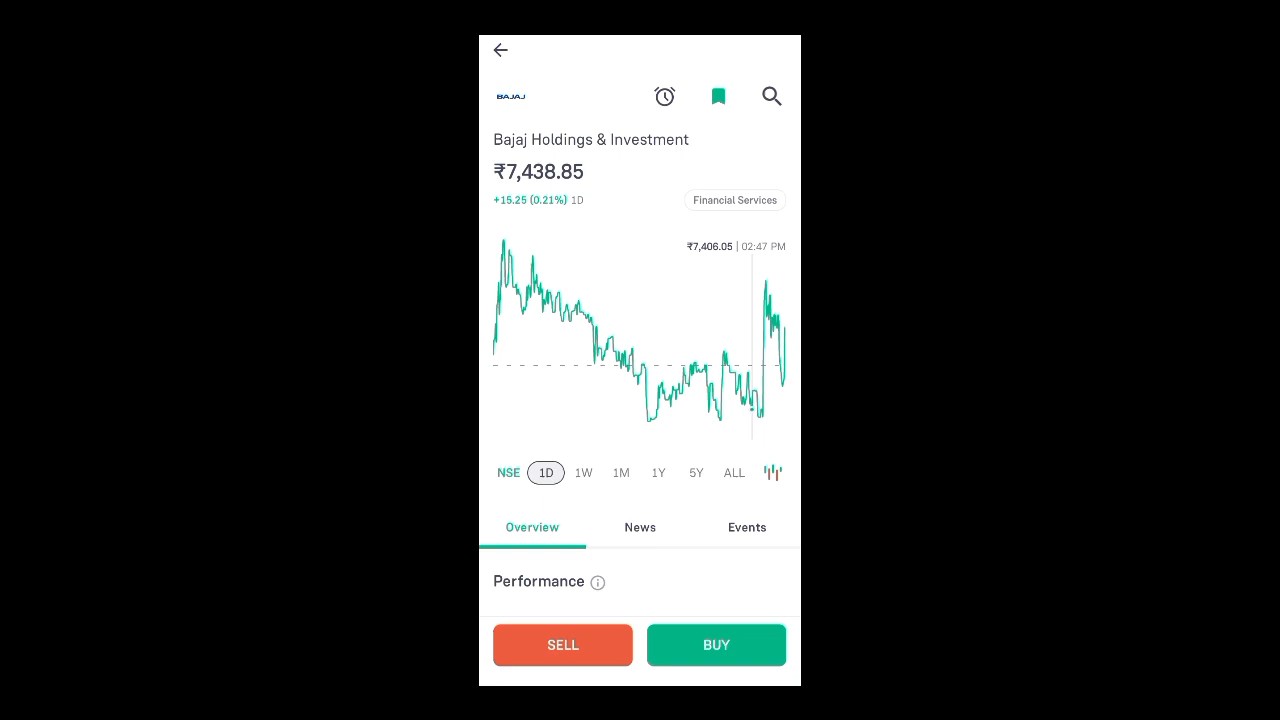 BAJAJ
Bajaj Holdings & Investment
₹7,438.85
+15.25 (0.21%) 1D
Financial Services
₹7,406.05 | 02:47 PM
NSE 1D 1W 1M 1Y 5Y ALL
Overview News Events
Performance
SELL BUY